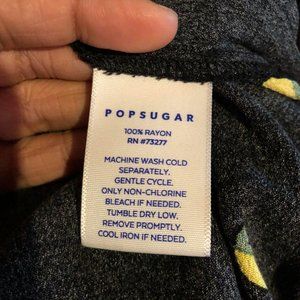 POPSUGAR
100% RAYON
RN #73277
MACHINE WASH COLD
SEPARATELY.
GENTLE CYCLE.
ONLY NON-CHLORINE
BLEACH IF NEEDED.
TUMBLE DRY LOW.
REMOVE PROMPTLY.
COOL IRON IF NEEDED.